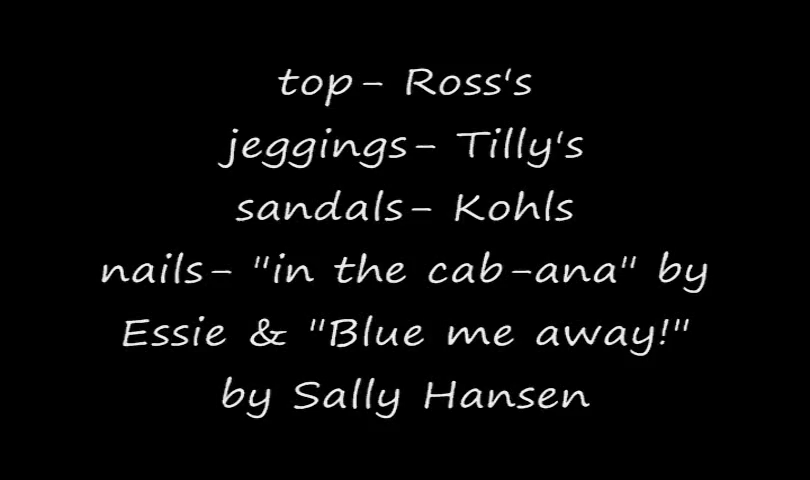 top- Ross's
jeggings- Tilly's
sandals- Kohls
nails- "in the cab-ana" by
Essie & "Blue me away!"
by Sally Hansen